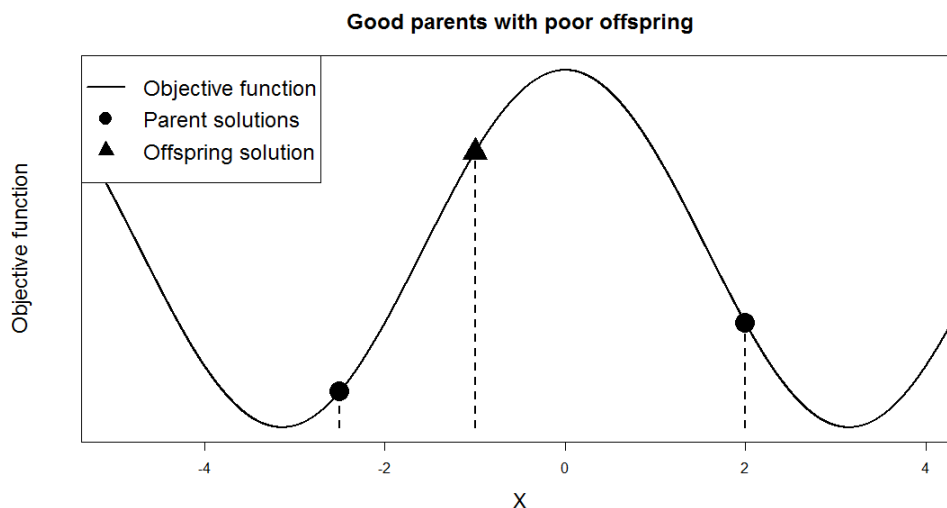 Good parents with poor offspring
Objective function
Parent solutions
Offspring solution
Objective function
-4 -2 0 2 4
X